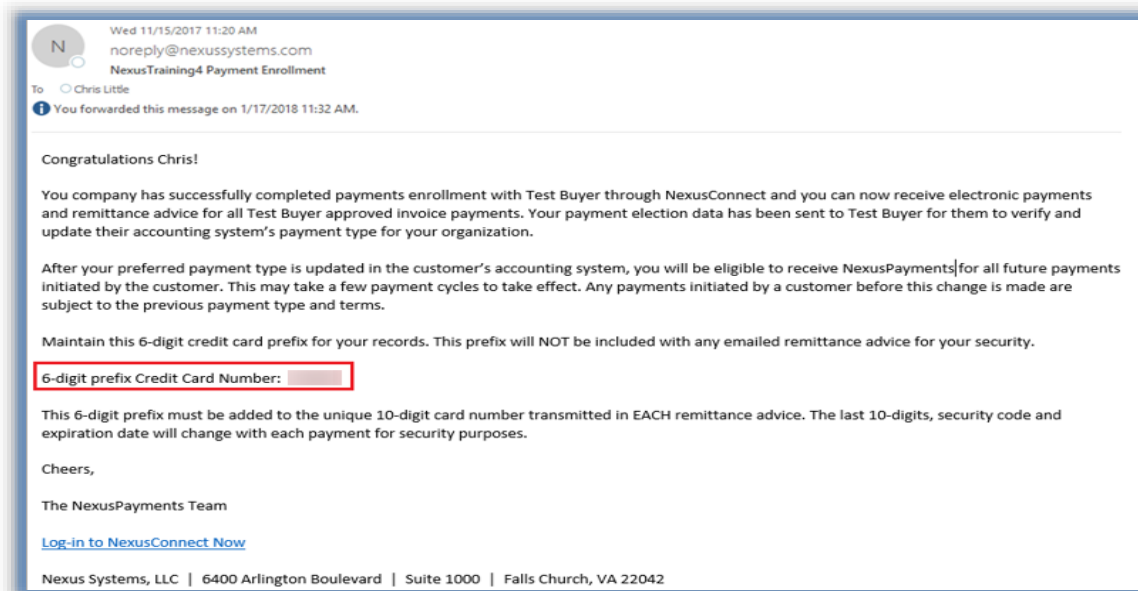 Wed 11/15/2017 11:20 AM
N
noreply@nexussystems.com
NexusTraining4 Payment Enrollment
To Chris Little
You forwarded this message on 1/17/2018 11:32 AM.
Congratulations Chris!
You company has successfully completed payments enrollment with Test Buyer through NexusConnect and you can now receive electronic payments
and remittance advice for all Test Buyer approved invoice payments. Your payment election data has been sent to Test Buyer for them to verify and
update their accounting system's payment type for your organization.
After your preferred payment type is updated in the customer's accounting system, you will be eligible to receive NexusPayments for all future payments
initiated by the customer. This may take a few payment cycles to take effect. Any payments initiated by a customer before this change is made are
subject to the previous payment type and terms.
Maintain this 6-digit credit card prefix for your records. This prefix will NOT be included with any emailed remittance advice for your security.
6-digit prefix Credit Card Number:
This 6-digit prefix must be added to the unique 10-digit card number transmitted in EACH remittance advice. The last 10-digits, security code and
expiration date will change with each payment for security purposes.
Cheers,
The NexusPayments Team
Log-in to NexusConnect Now
Nexus Systems, LLC | 6400 Arlington Boulevard | Suite 1000 | Falls Church, VA 22042